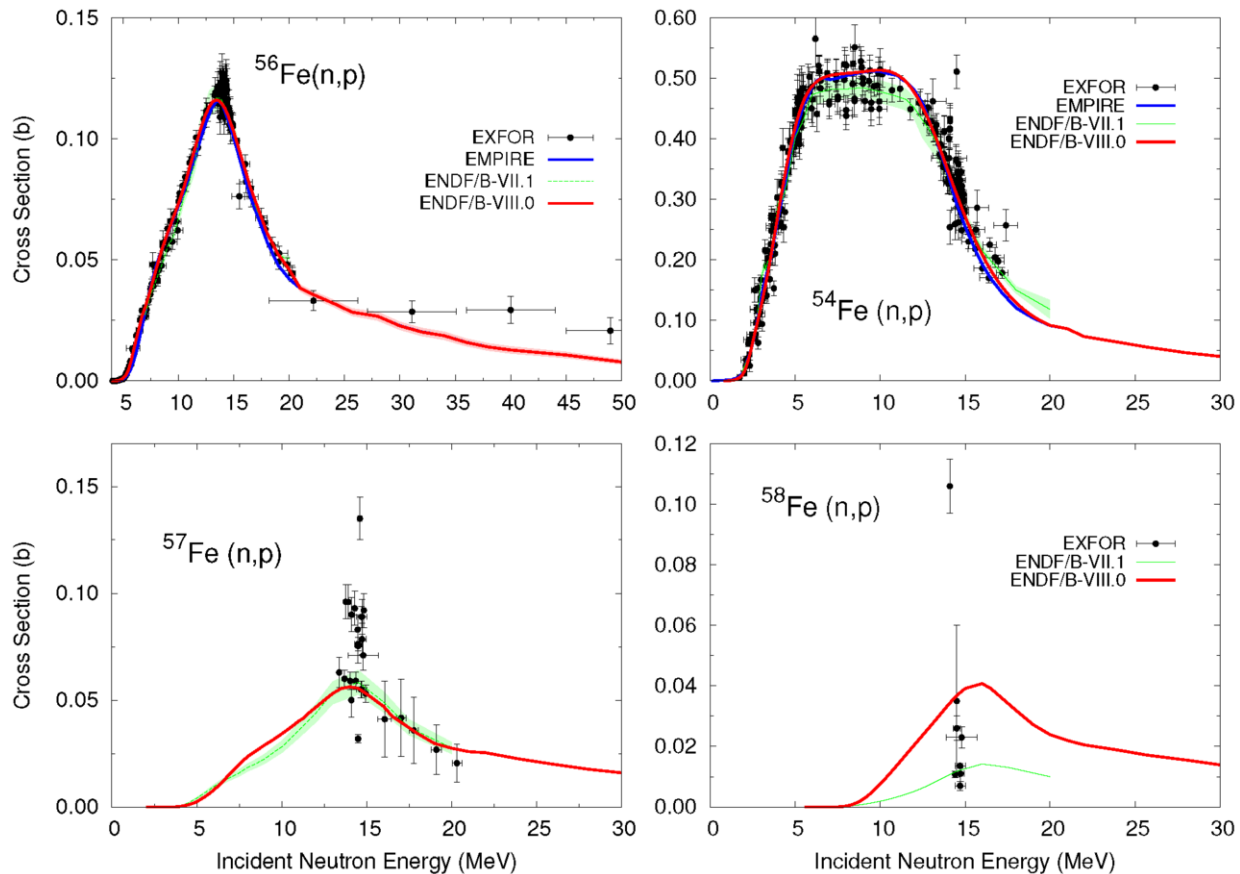 0.15
0.10
0.05
0.00
Cross Section (b)
56Fe(n,p)
EXFOR
EMPIRE
ENDF/B-VII.1
ENDF/B-VIII.0
5 10 15 20 25 30 35 40 45 50
0.60
0.50
0.40
0.30
0.20
0.10
0.00
54Fe (n,p)
EXFOR
EMPIRE
ENDF/B-VII.1
ENDF/B-VIII.0
0 5 10 15 20 25 30
0.15
0.10
0.05
0.00
Cross Section (b)
57Fe (n,p)
0 5 10 15 20 25 30
Incident Neutron Energy (MeV)
0.12
0.10
0.08
0.06
0.04
0.02
0.00
58Fe (n,p)
EXFOR
ENDF/B-VII.1
ENDF/B-VIII.0
0 5 10 15 20 25 30
Incident Neutron Energy (MeV)